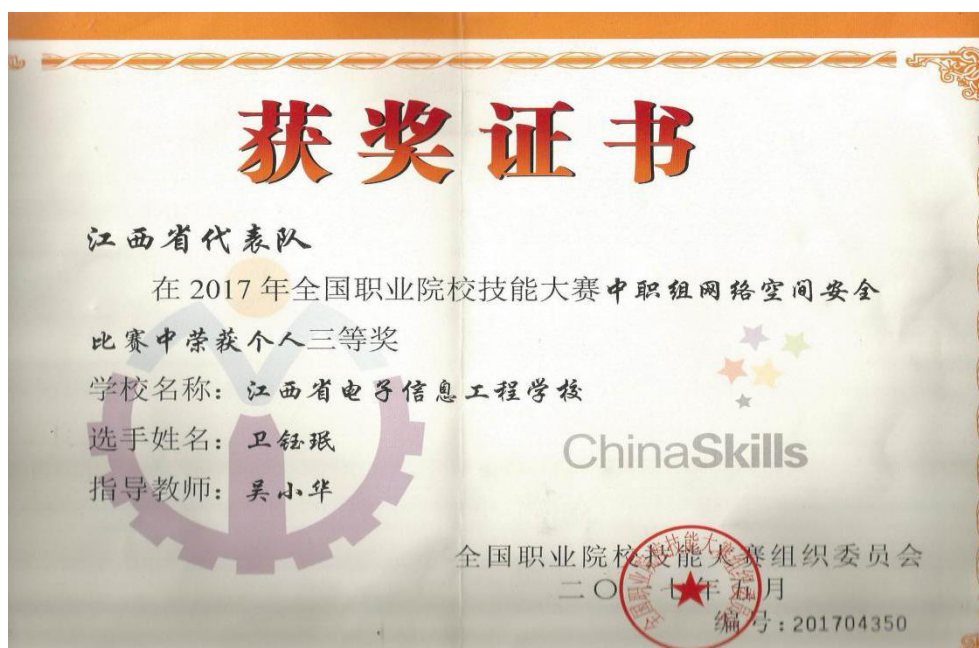 获奖证书
江西省代表队
在 2017 年全国职业院校技能大赛中职组网络空间安全
比赛中荣获个人三等奖
学校名称：江西省电子信息工程学校
选手姓名：卫钰珉
指导教师：吴小华
ChinaSkills
全国职业院校技能大赛组织委员会
二〇一七年五月
编号：201704350